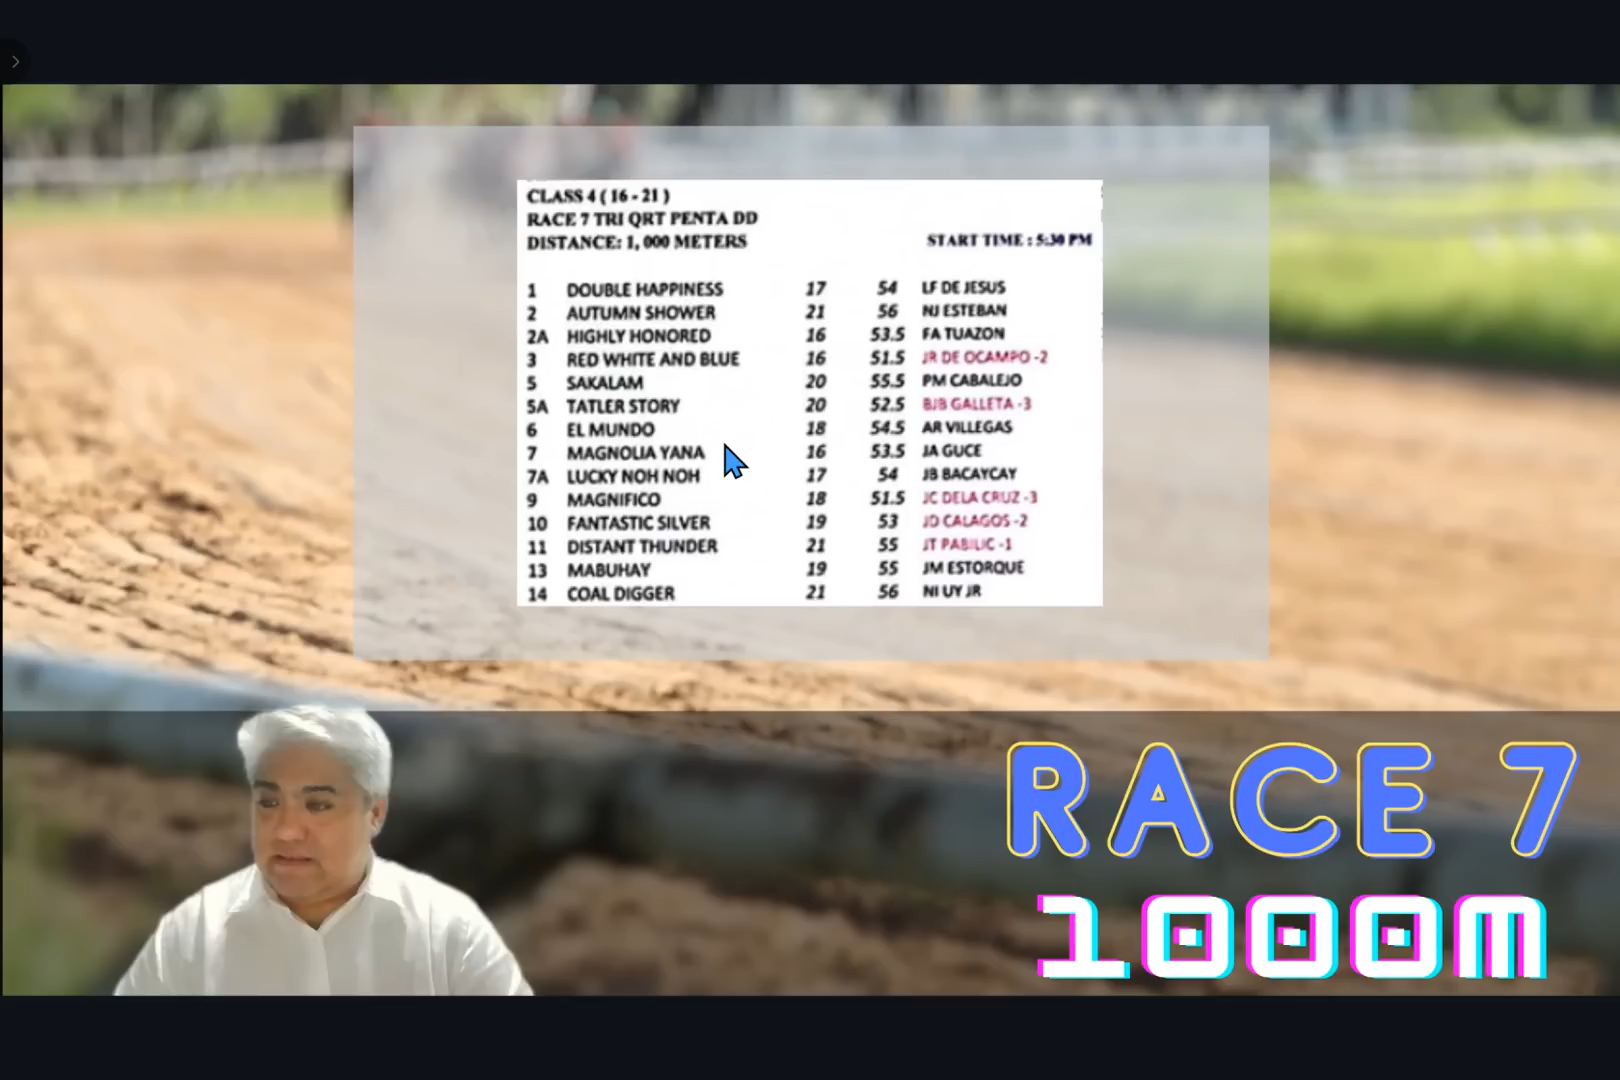 CLASS 4 ( 16 - 21 )
RACE 7 TRI QRT PENTA DD
DISTANCE: 1, 000 METERS START TIME : 5:30 PM
1 DOUBLE HAPPINESS 17 54 LF DE JESUS
2 AUTUMN SHOWER 21 56 NJ ESTEBAN
2A HIGHLY HONORED 16 53.5 FA TUAZON
3 RED WHITE AND BLUE 16 51.5 JR DE OCAMPO -2
5 SAKALAM 20 55.5 PM CABALEJO
5A TATLER STORY 20 52.5 BJB GALLETA -3
6 EL MUNDO 18 54.5 AR VILLEGAS
7 MAGNOLIA YANA 16 53.5 JA GUCE
7A LUCKY NOH NOH 17 54 JB BACAYCAY
9 MAGNIFICO 18 51.5 JC DELA CRUZ -3
10 FANTASTIC SILVER 19 53 JD CALAGOS -2
11 DISTANT THUNDER 21 55 JT PABILIC -1
13 MABUHAY 19 55 JM ESTORQUE
14 COAL DIGGER 21 56 NI UY JR
RACE 7
1000M